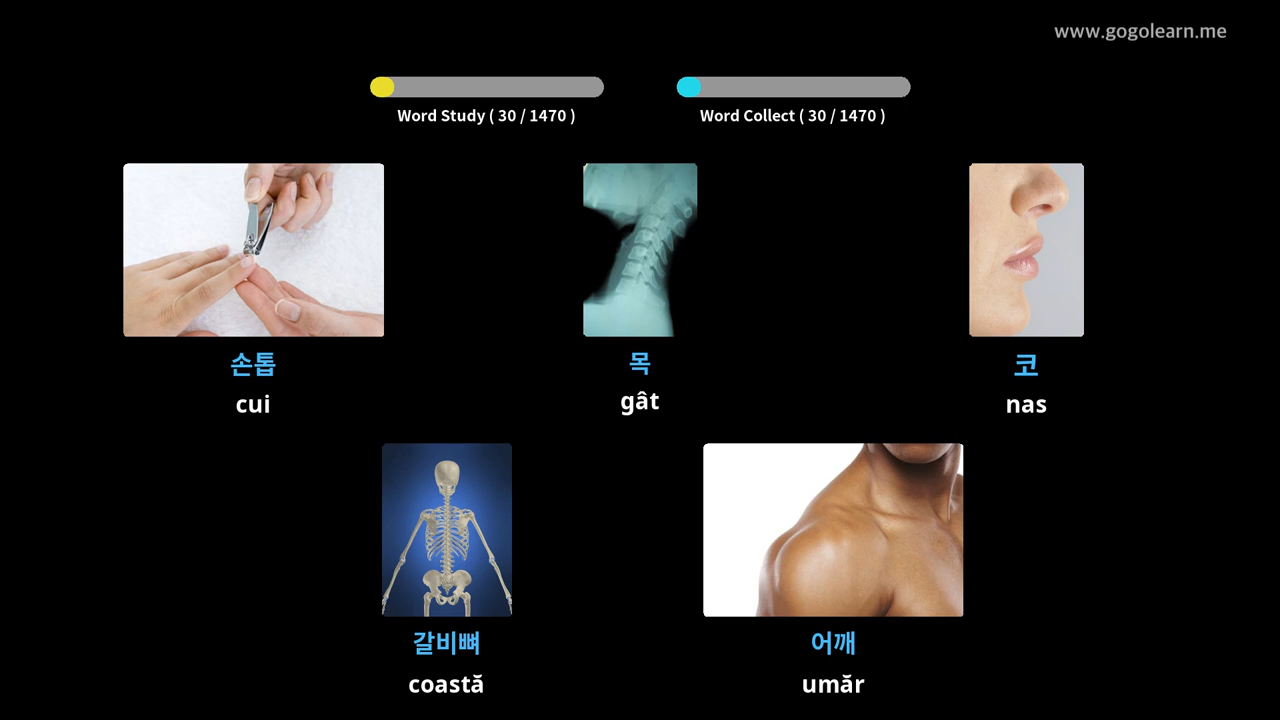 www.gogolearn.me
Word Study ( 30 / 1470 )
Word Collect ( 30 / 1470 )
손톱
cui
목
gât
코
nas
갈비뼈
coastă
어깨
umăr